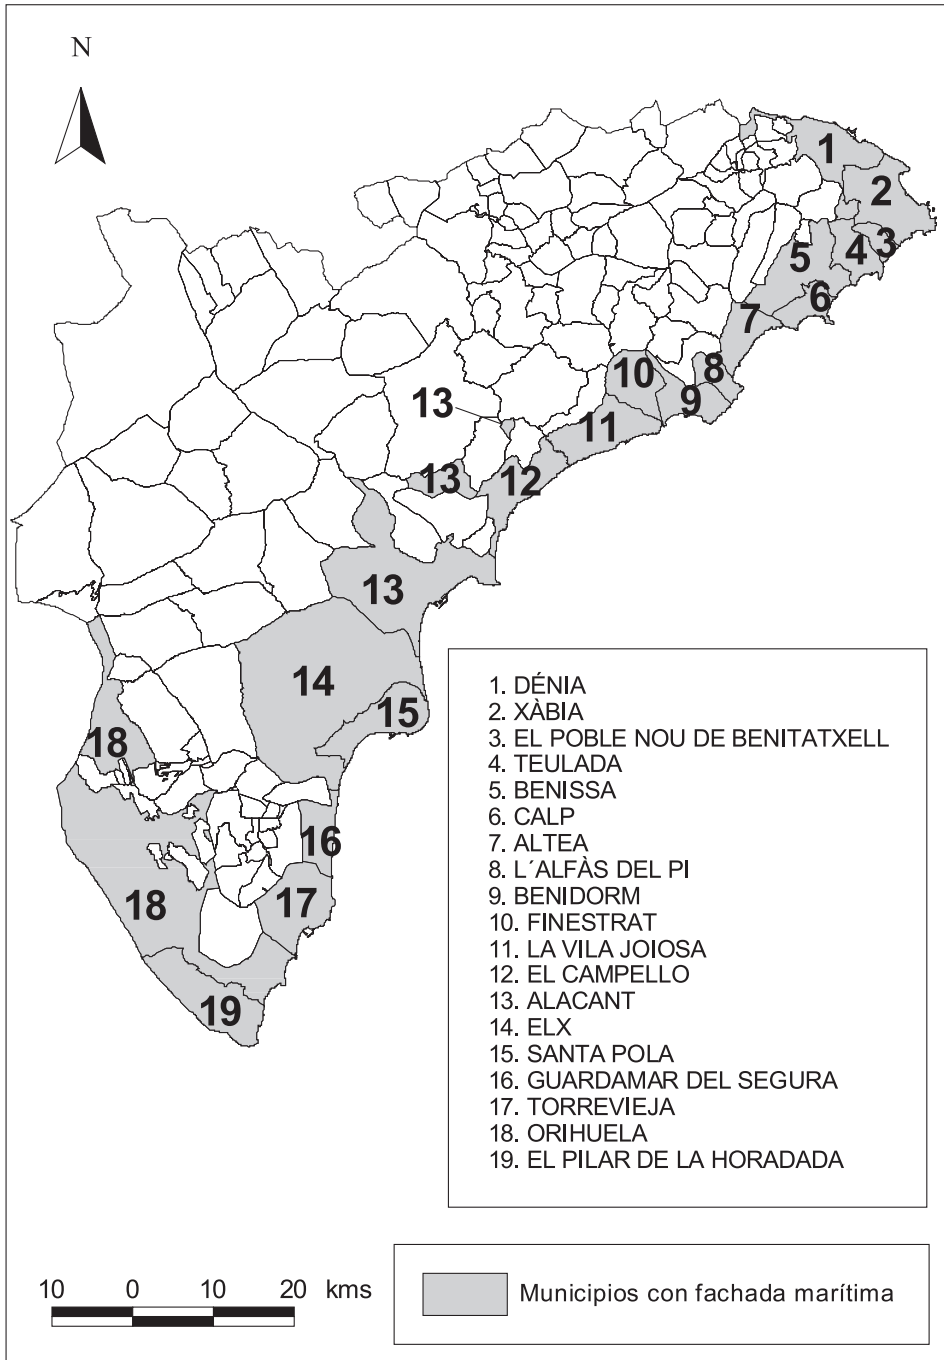 N
1
2
3
4
5
6
7
8
9
10
11
12
13
13
13
14
15
16
17
18
18
19
1. DÉNIA
2. XÀBIA
3. EL POBLE NOU DE BENITATXELL
4. TEULADA
5. BENISSA
6. CALP
7. ALTEA
8. L´ALFÀS DEL PI
9. BENIDORM
10. FINESTRAT
11. LA VILA JOIOSA
12. EL CAMPELLO
13. ALACANT
14. ELX
15. SANTA POLA
16. GUARDAMAR DEL SEGURA
17. TORREVIEJA
18. ORIHUELA
19. EL PILAR DE LA HORADADA
10 0 10 20 kms
Municipios con fachada marítima